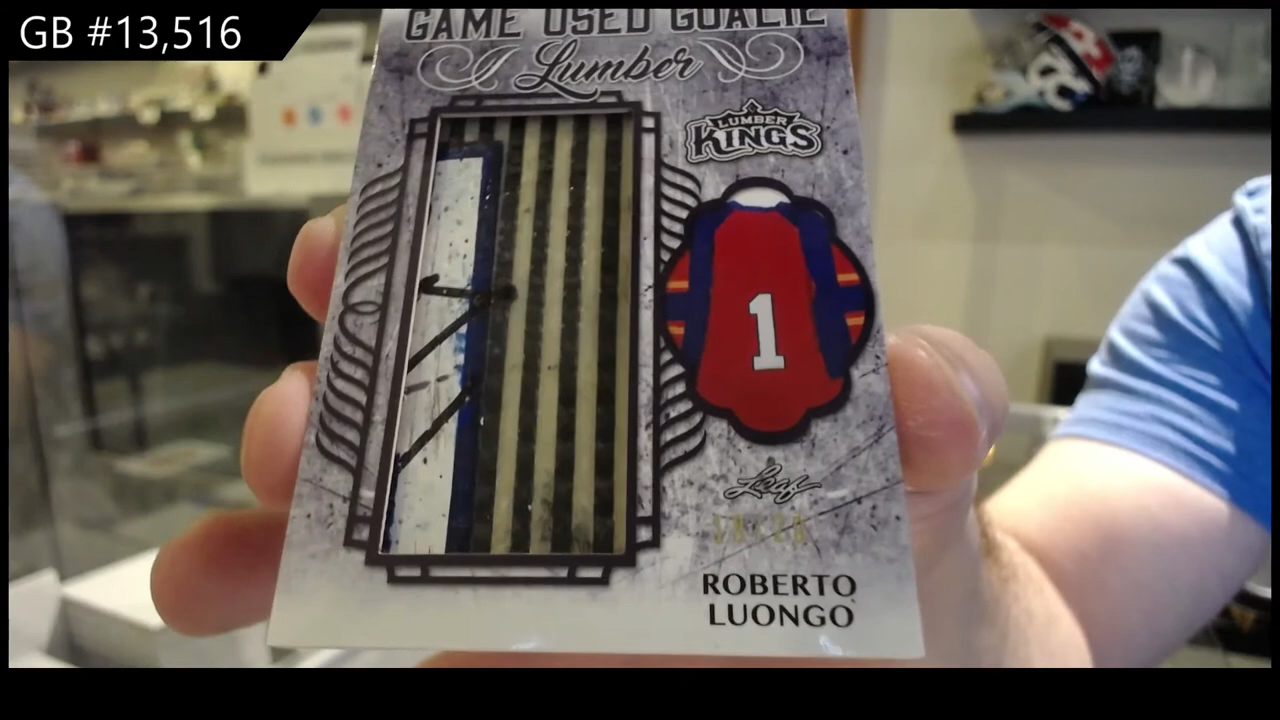 GB #13,516
GAME USED GOALIE
Lumber
LUMBER
KINGS
1
Leaf
ROBERTO
LUONGO